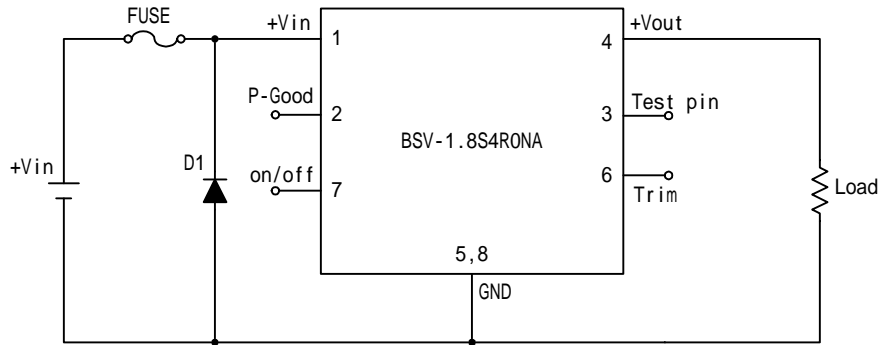 FUSE
+Vin
1
4
+Vout
P-Good
2
3
Test pin
BSV-1.8S4R0NA
+Vin
D1
on/off
7
6
Trim
Load
5,8
GND